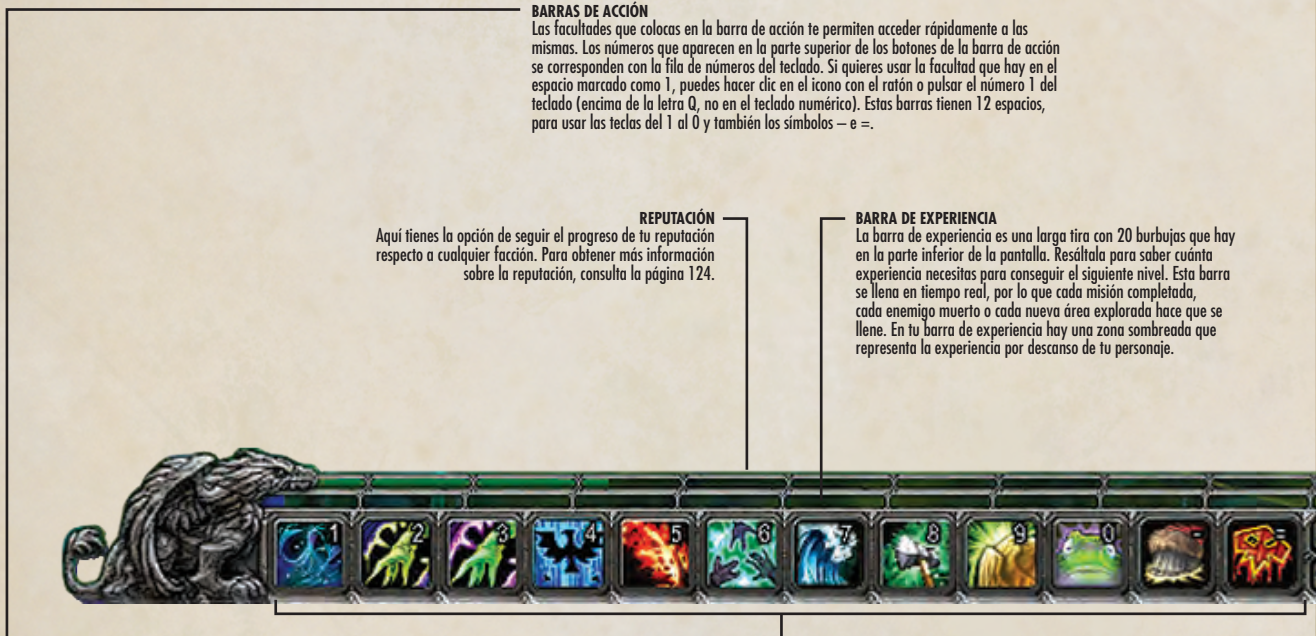 BARRAS DE ACCIÓN
Las facultades que colocas en la barra de acción te permiten acceder rápidamente a las
mismas. Los números que aparecen en la parte superior de los botones de la barra de acción
se corresponden con la fila de números del teclado. Si quieres usar la facultad que hay en el
espacio marcado como 1, puedes hacer clic en el icono con el ratón o pulsar el número 1 del
teclado (encima de la letra Q, no en el teclado numérico). Estas barras tienen 12 espacios,
para usar las teclas del 1 al 0 y también los símbolos – e =.
REPUTACIÓN
Aquí tienes la opción de seguir el progreso de tu reputación
respecto a cualquier facción. Para obtener más información
sobre la reputación, consulta la página 124.
BARRA DE EXPERIENCIA
La barra de experiencia es una larga tira con 20 burbujas que hay
en la parte inferior de la pantalla. Resáltala para saber cuánta
experiencia necesitas para conseguir el siguiente nivel. Esta barra
se llena en tiempo real, por lo que cada misión completada,
cada enemigo muerto o cada nueva área explorada hace que se
llene. En tu barra de experiencia hay una zona sombreada que
representa la experiencia por descanso de tu personaje.
1 2 3 4 5 6 7 8 9 0 - =